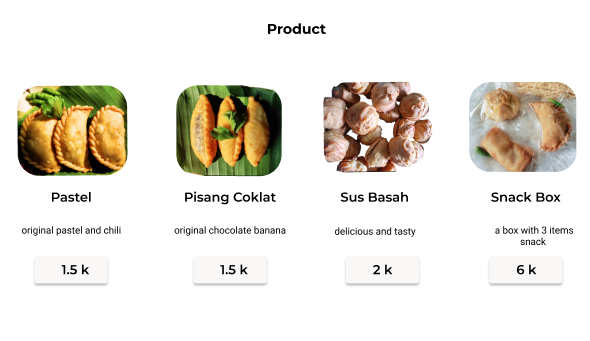 Product
Pastel
original pastel and chili
1.5 k
Pisang Coklat
original chocolate banana
1.5 k
Sus Basah
delicious and tasty
2 k
Snack Box
a box with 3 items
snack
6 k